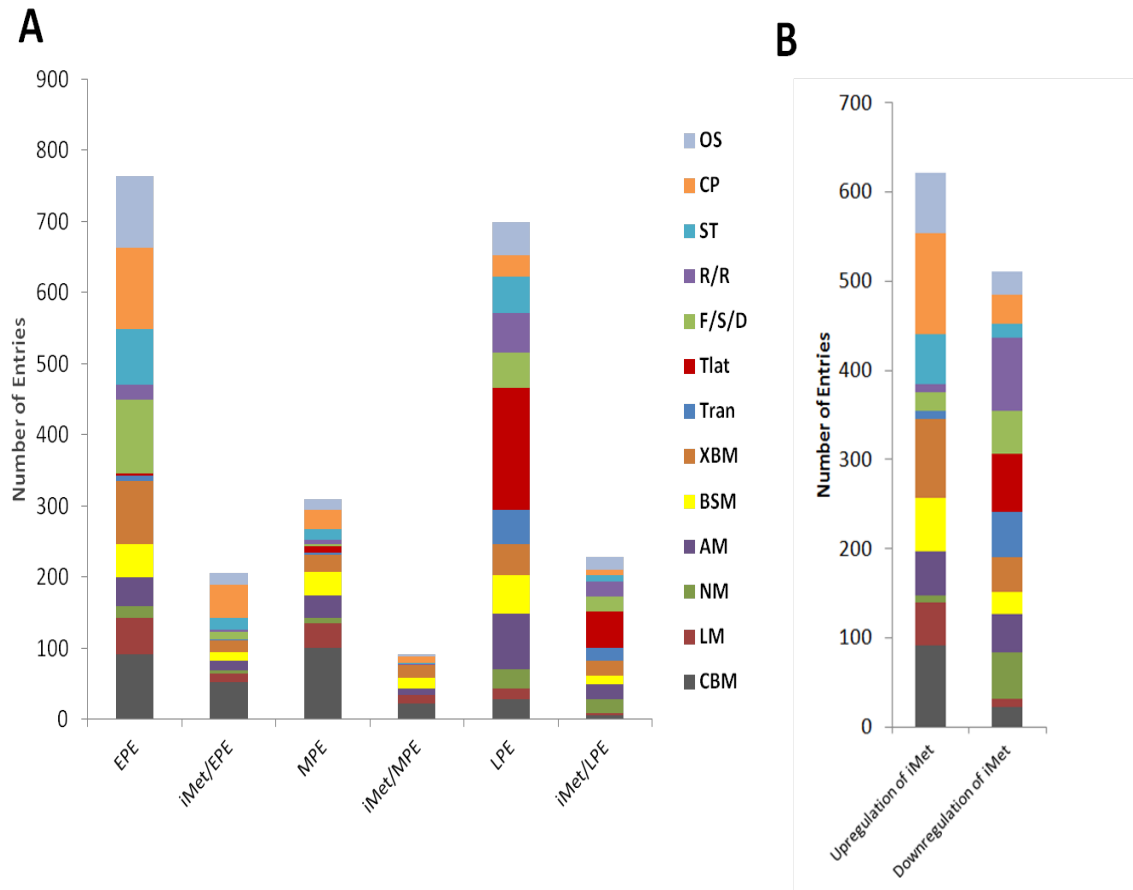 A
Number of Entries
900
800
700
600
500
400
300
200
100
0
EPE
iMet/EPE
MPE
iMet/MPE
LPE
iMet/LPE
OS
CP
ST
R/R
F/S/D
Tlat
Tran
XBM
BSM
AM
NM
LM
CBM
B
Number of Entries
700
600
500
400
300
200
100
0
Upregulation of iMet
Downregulation of iMet